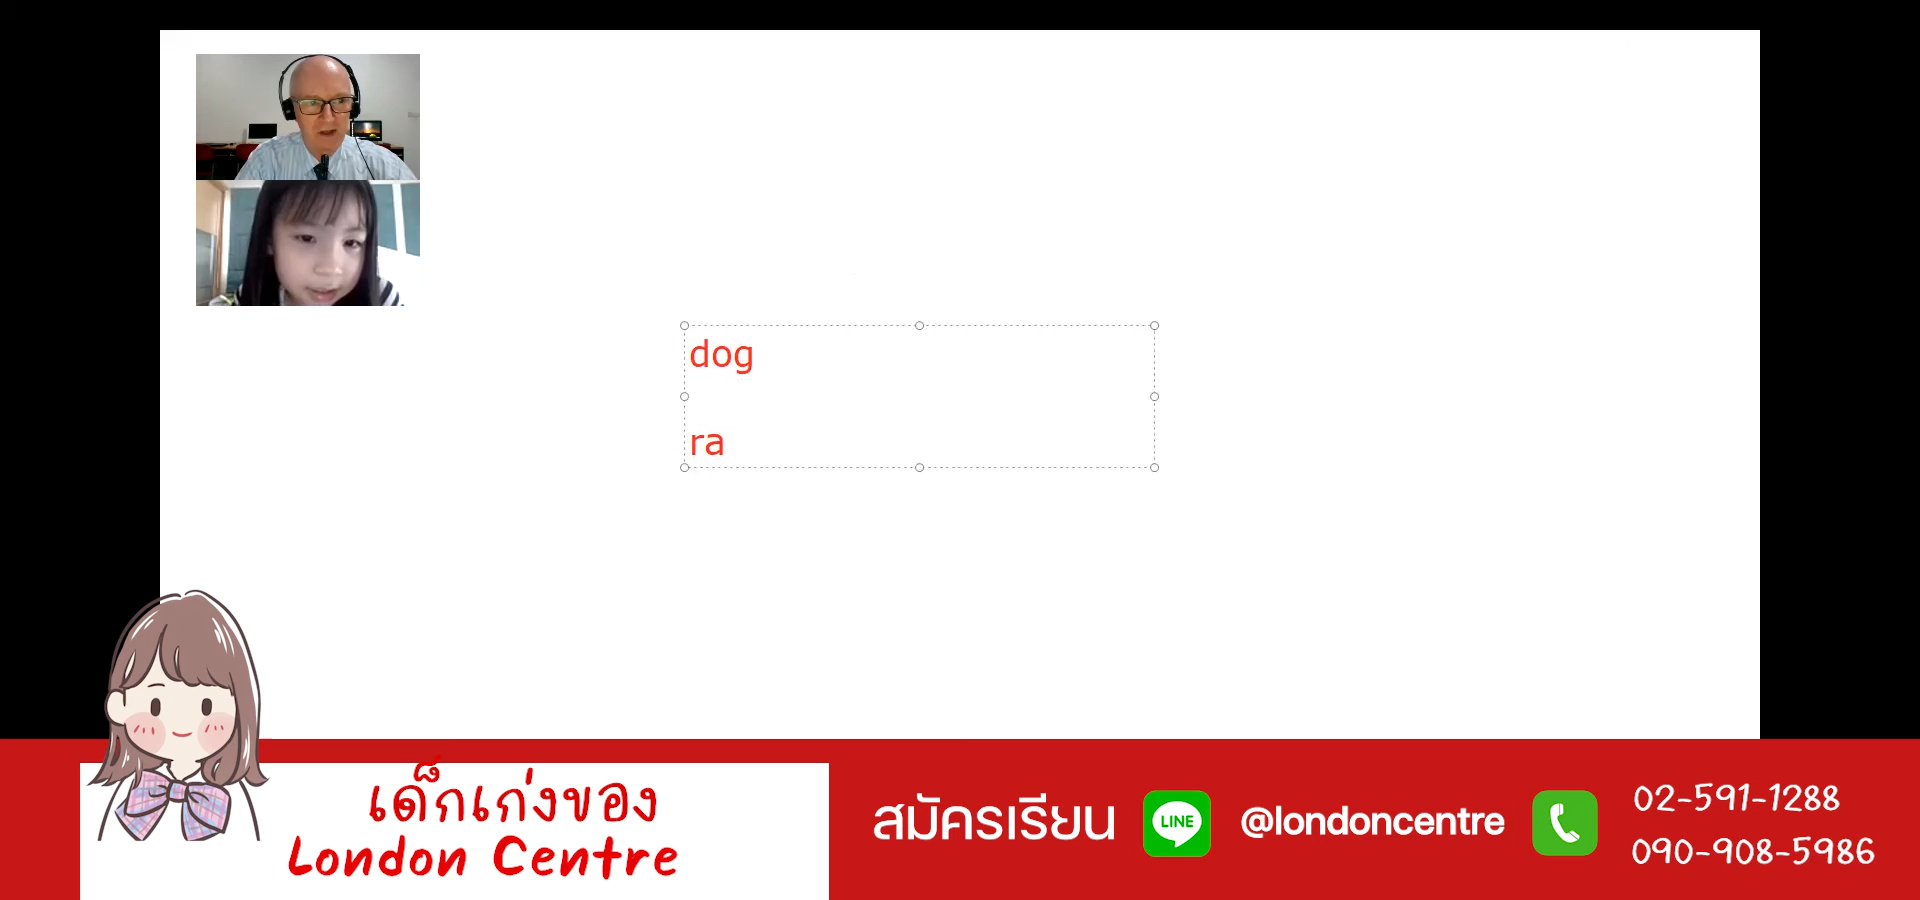 dog
ra
เด็กเก่งของ
London Centre
สมัครเรียน
LINE
@londoncentre
02-591-1288
090-908-5986